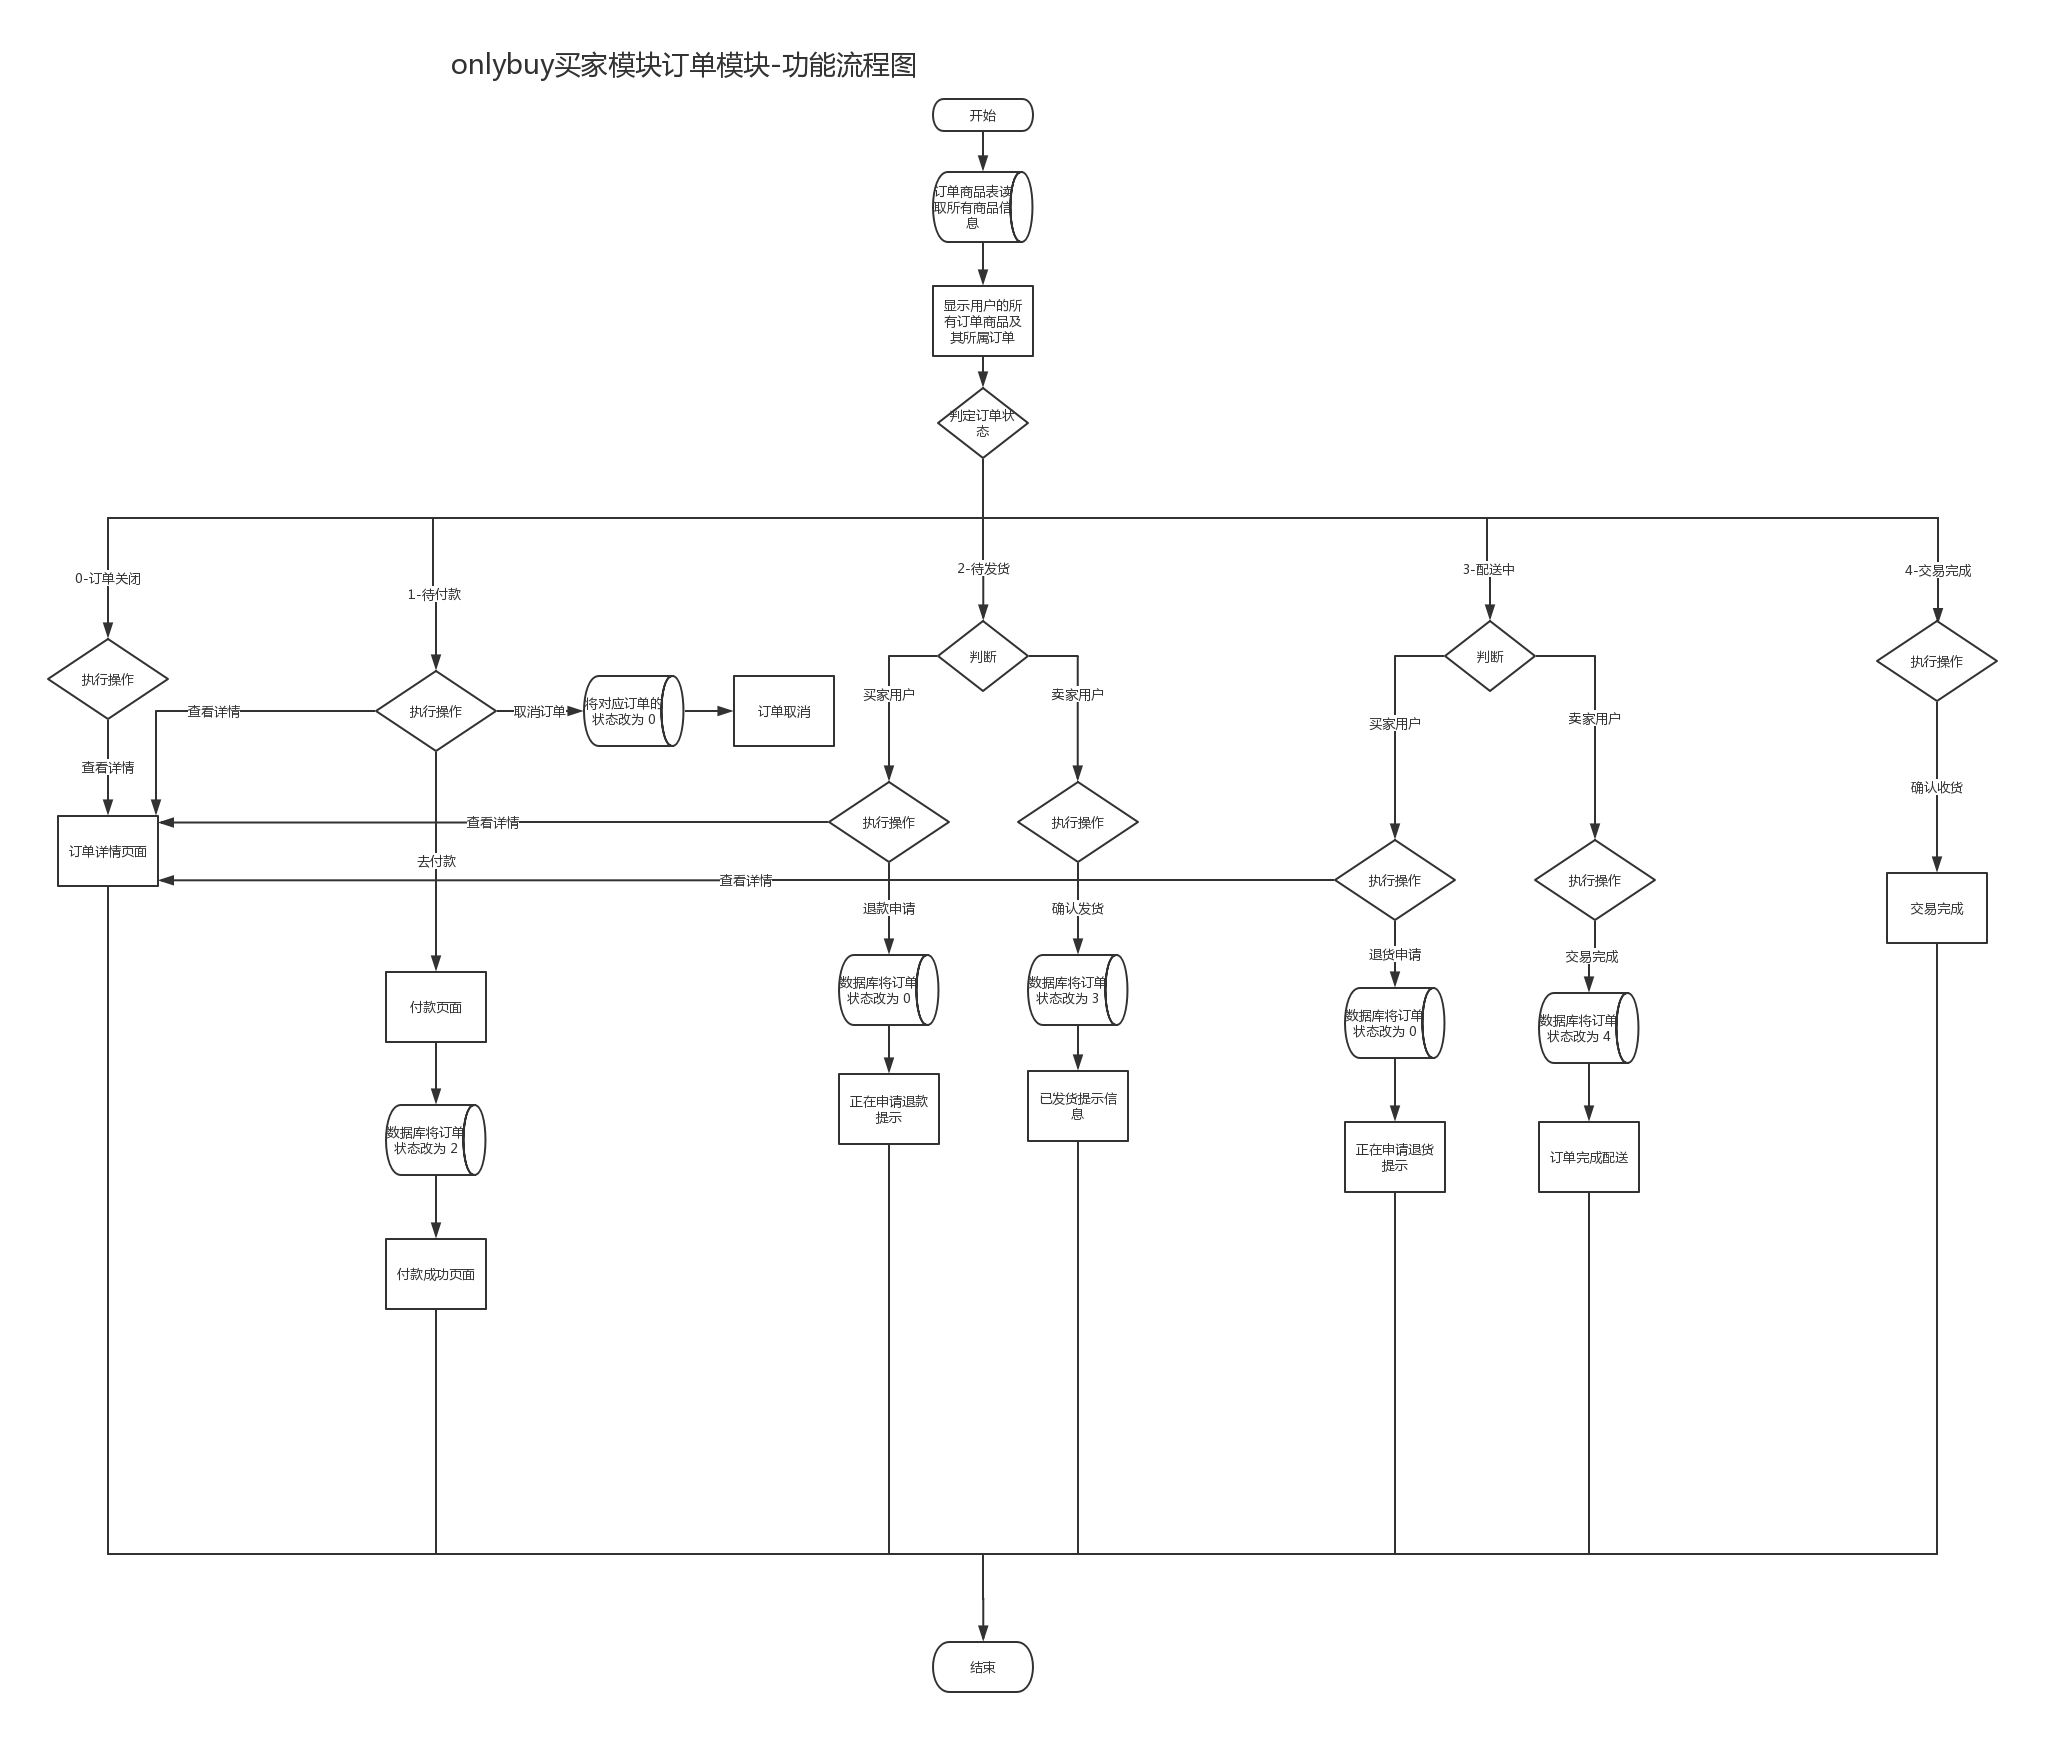 onlybuy买家模块订单模块-功能流程图
开始
订单商品表读
取所有商品信
息
显示用户的所
有订单商品及
其所属订单
判定订单状
态
0-订单关闭
1-待付款
2-待发货
3-配送中
4-交易完成
执行操作
查看详情
执行操作
取消订单
将对应订单的
状态改为 0
订单取消
判断
买家用户
卖家用户
判断
买家用户
卖家用户
执行操作
查看详情
订单详情页面
去付款
查看详情
执行操作
执行操作
查看详情
执行操作
执行操作
确认收货
交易完成
退款申请
确认发货
退货申请
交易完成
付款页面
数据库将订单
状态改为 0
数据库将订单
状态改为 3
数据库将订单
状态改为 0
数据库将订单
状态改为 4
数据库将订单
状态改为 2
正在申请退款
提示
已发货提示信
息
正在申请退货
提示
订单完成配送
付款成功页面
结束